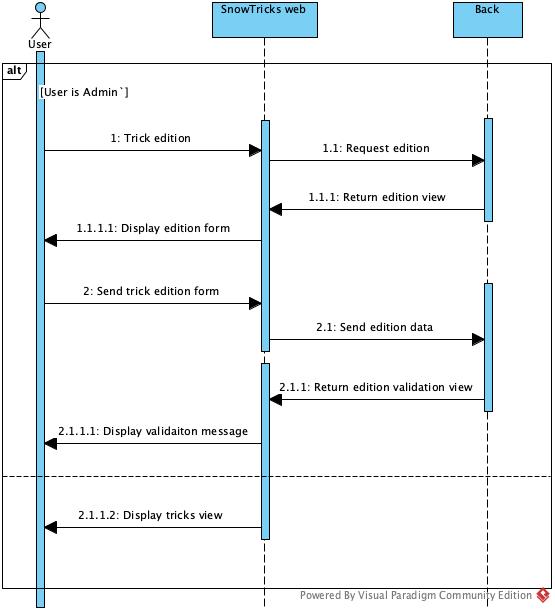 SnowTricks web
Back
User
alt
[User is Admin`]
1: Trick edition
1.1: Request edition
1.1.1: Return edition view
1.1.1.1: Display edition form
2: Send trick edition form
2.1: Send edition data
2.1.1: Return edition validation view
2.1.1.1: Display validaiton message
2.1.1.2: Display tricks view
Powered By Visual Paradigm Community Edition